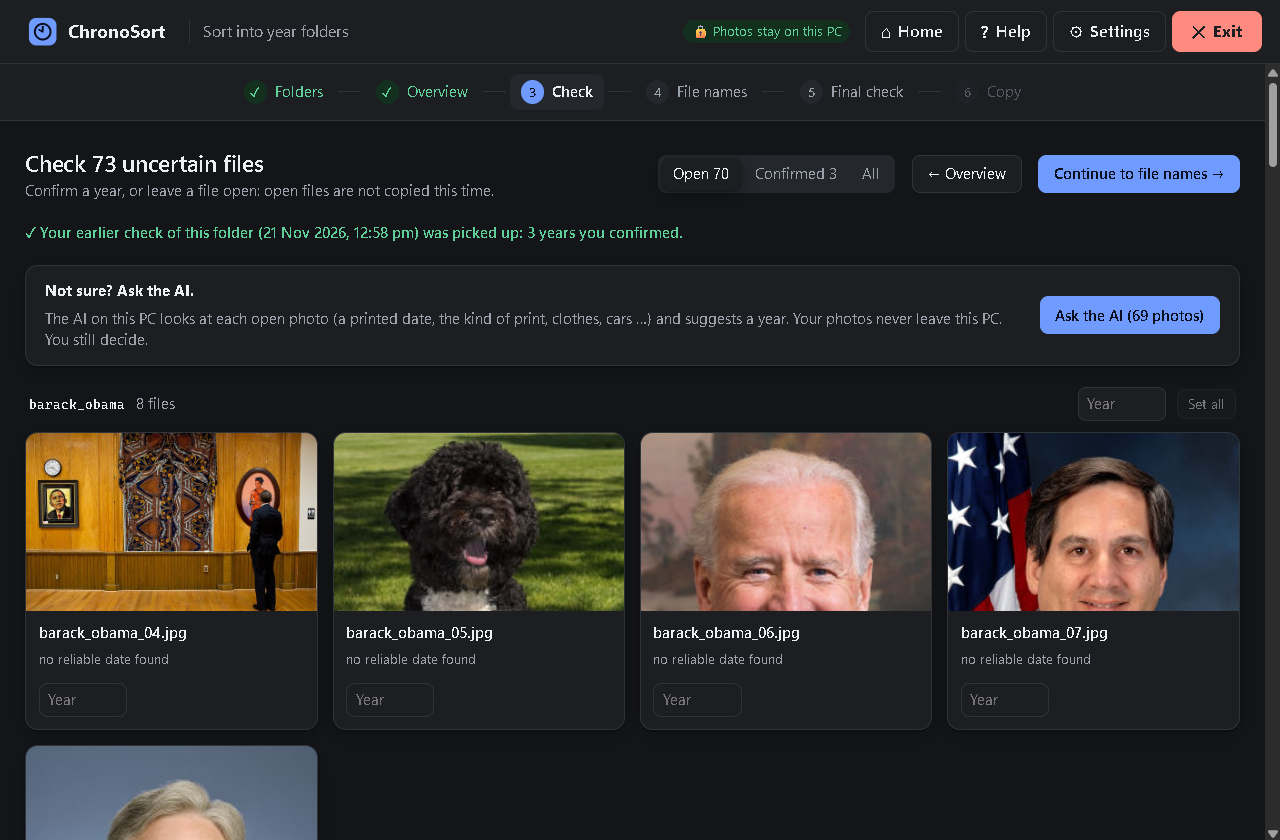 ChronoSort
Sort into year folders
Photos stay on this PC
Home
? Help
Settings
Exit
✓ Folders
✓ Overview
3 Check
4 File names
5 Final check
6 Copy
Check 73 uncertain files
Confirm a year, or leave a file open: open files are not copied this time.
Open 70
Confirmed 3
All
← Overview
Continue to file names →
✓ Your earlier check of this folder (21 Nov 2026, 12:58 pm) was picked up: 3 years you confirmed.
Not sure? Ask the AI.
The AI on this PC looks at each open photo (a printed date, the kind of print, clothes, cars ...) and suggests a year. Your photos never leave this PC.
You still decide.
Ask the AI (69 photos)
barack_obama 8 files
Year
Set all
barack_obama_04.jpg
no reliable date found
Year
barack_obama_05.jpg
no reliable date found
Year
barack_obama_06.jpg
no reliable date found
Year
barack_obama_07.jpg
no reliable date found
Year